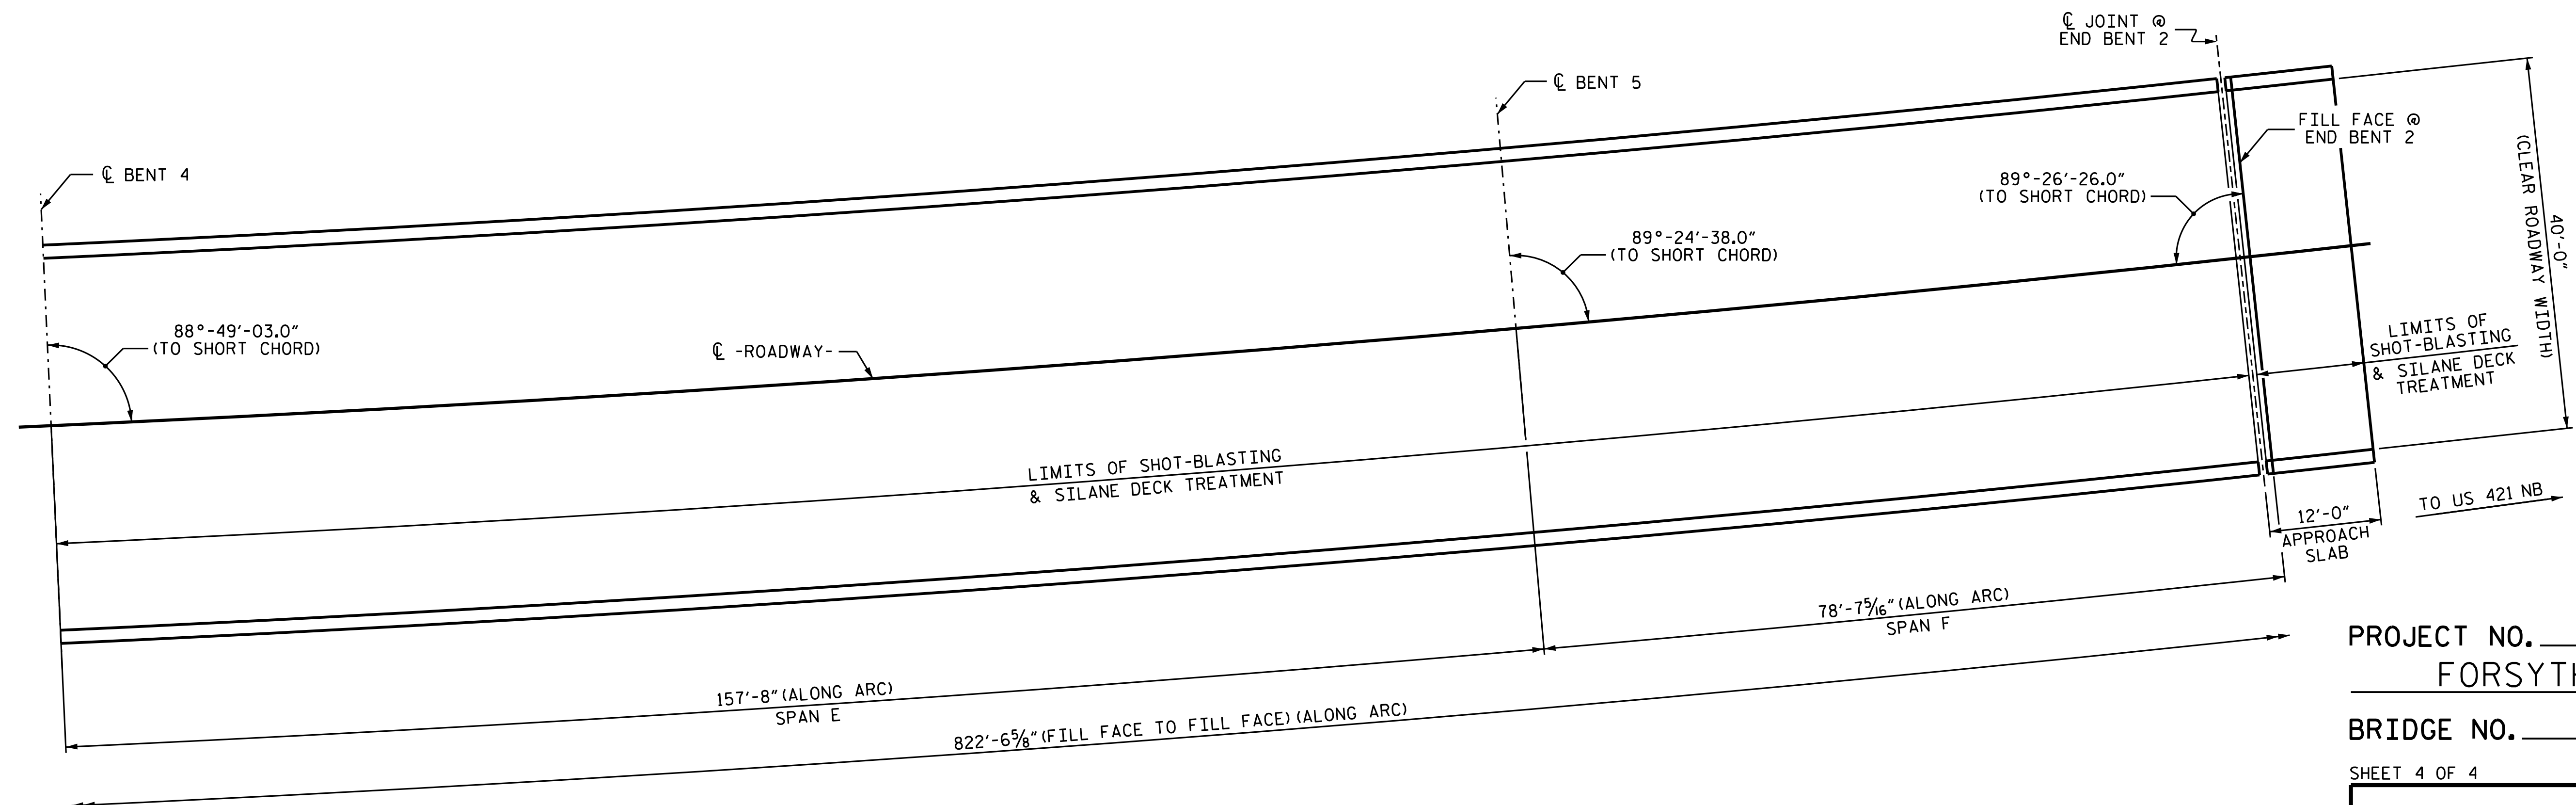 ℄ JOINT @
END BENT 2
℄ BENT 5
FILL FACE @
END BENT 2
℄ BENT 4
89°-26'-26.0"
(TO SHORT CHORD)
40'-0"
(CLEAR ROADWAY WIDTH)
89°-24'-38.0"
(TO SHORT CHORD)
88°-49'-03.0"
(TO SHORT CHORD)
℄ -ROADWAY-
LIMITS OF
SHOT-BLASTING
& SILANE DECK
TREATMENT
LIMITS OF SHOT-BLASTING
& SILANE DECK TREATMENT
TO US 421 NB
12'-0"
APPROACH
SLAB
78'-7⁵⁄₁₆" (ALONG ARC)
SPAN F
157'-8" (ALONG ARC)
SPAN E
822'-6⅝" (FILL FACE TO FILL FACE) (ALONG ARC)
PROJECT NO.
FORSYTH
BRIDGE NO.
SHEET 4 OF 4